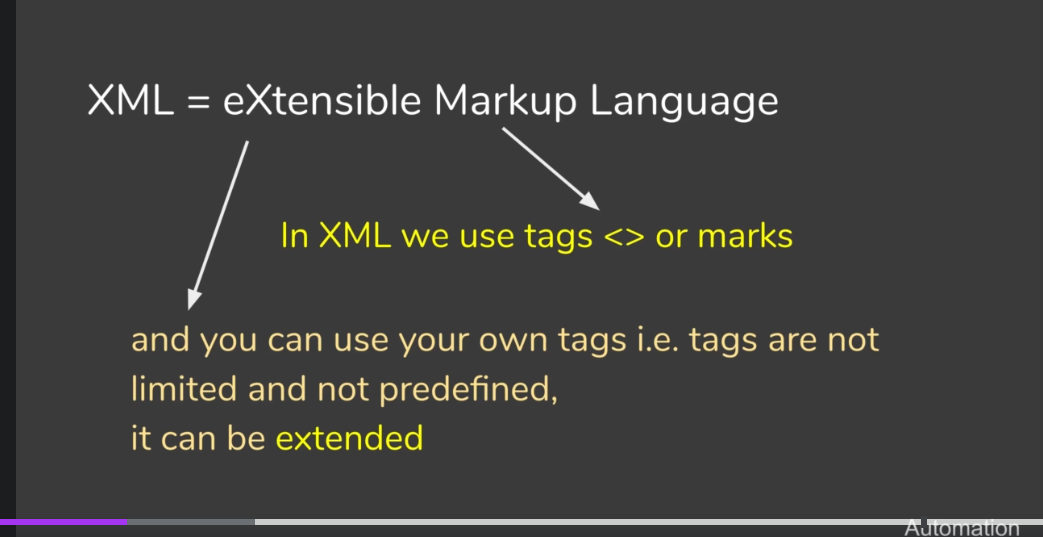 XML = eXtensible Markup Language
In XML we use tags <> or marks
and you can use your own tags i.e. tags are not
limited and not predefined,
it can be extended
Automation